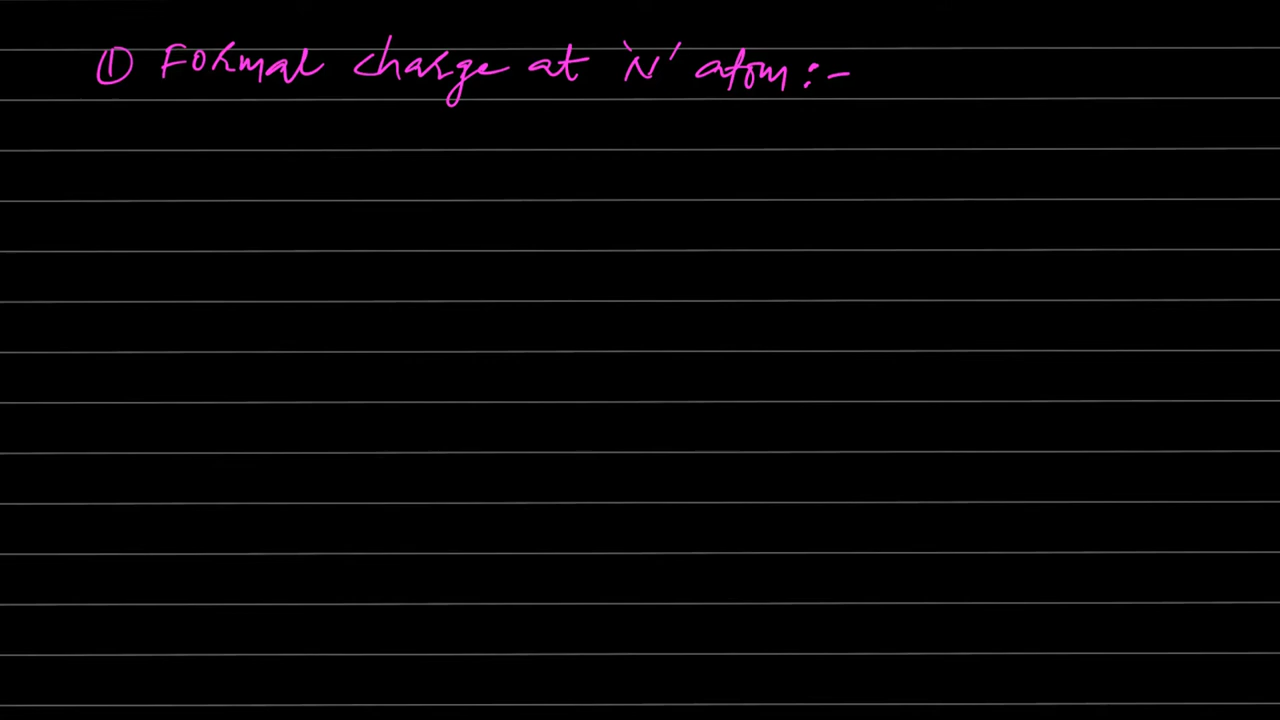 ① Formal charge at 'N' atom :-